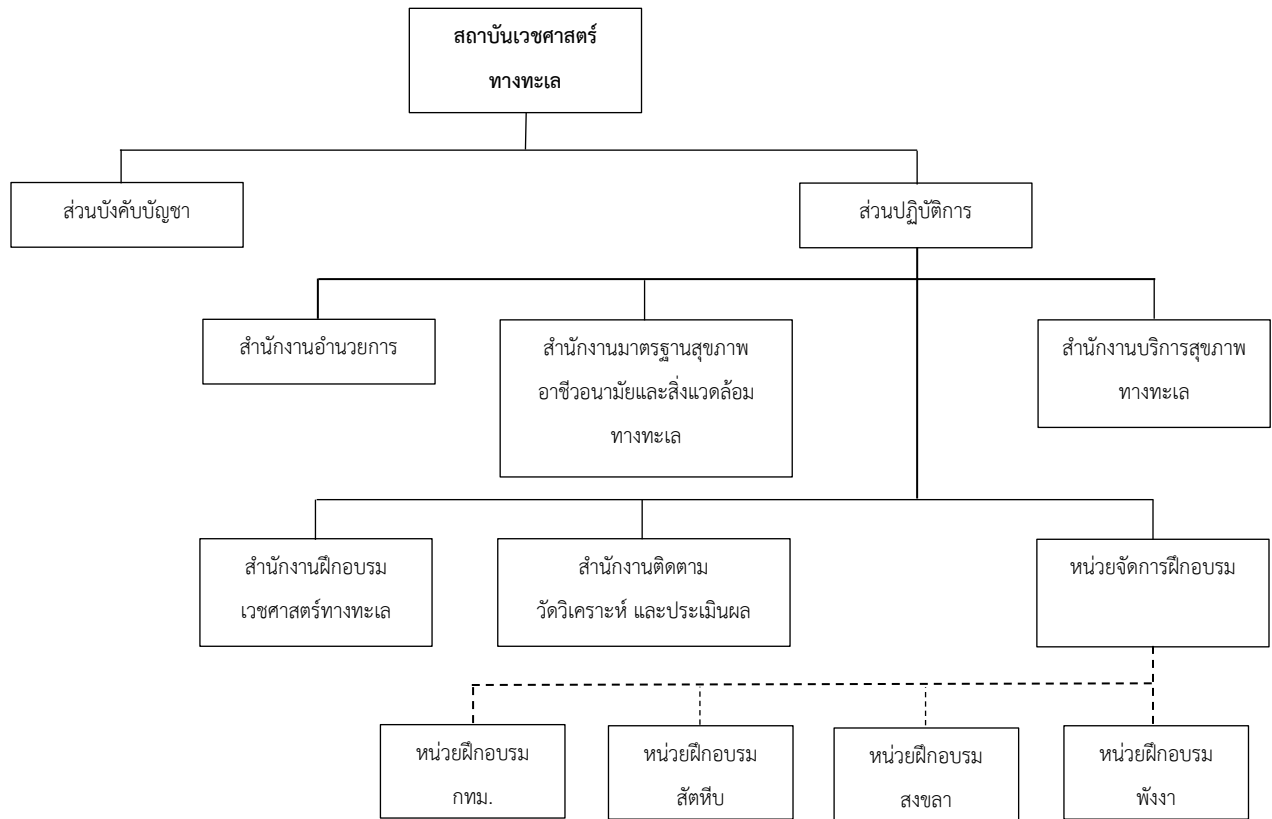 สถาบันเวชศาสตร์
ทางทะเล
ส่วนบังคับบัญชา
ส่วนปฏิบัติการ
สำนักงานอำนวยการ
สำนักงานมาตรฐานสุขภาพ
อาชีวอนามัยและสิ่งแวดล้อม
ทางทะเล
สำนักงานบริการสุขภาพ
ทางทะเล
สำนักงานฝึกอบรม
เวชศาสตร์ทางทะเล
สำนักงานติดตาม
วัดวิเคราะห์ และประเมินผล
หน่วยจัดการฝึกอบรม
หน่วยฝึกอบรม
กทม.
หน่วยฝึกอบรม
สัตหีบ
หน่วยฝึกอบรม
สงขลา
หน่วยฝึกอบรม
พังงา